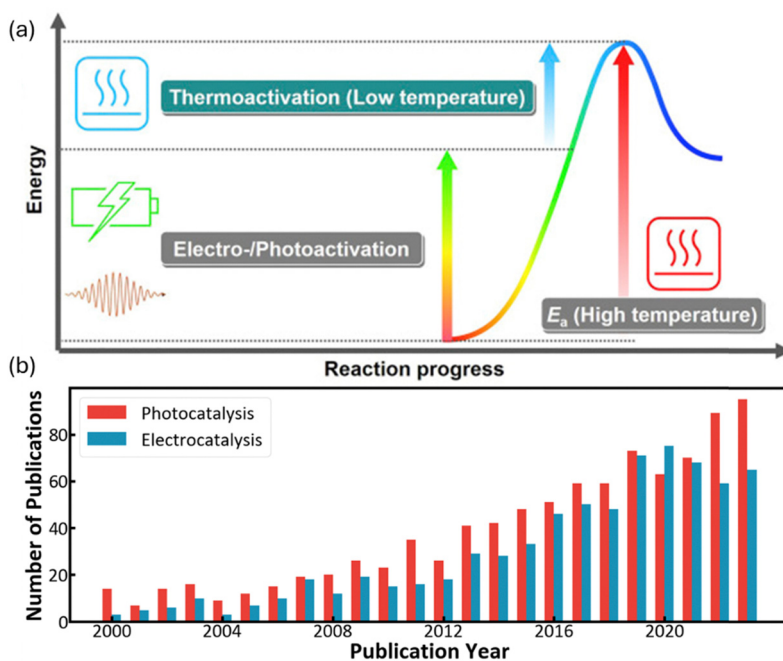 (a)
Thermoactivation (Low temperature)
Energy
Electro-/Photoactivation
Ea (High temperature)
Reaction progress
(b)
Number of Publications
80
60
40
20
0
Photocatalysis
Electrocatalysis
2000
2004
2008
2012
2016
2020
Publication Year